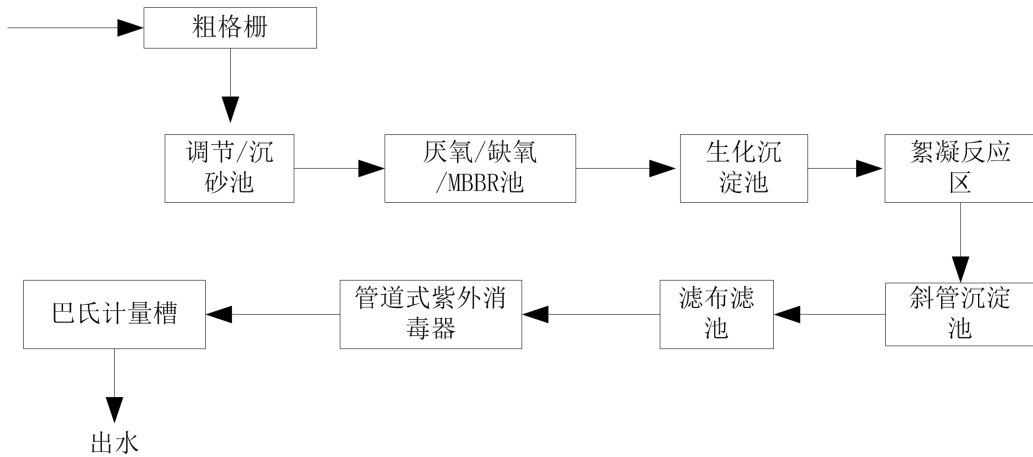 粗格栅
调节/沉
砂池
厌氧/缺氧
/MBBR池
生化沉
淀池
絮凝反应
区
斜管沉淀
池
滤布滤
池
管道式紫外消
毒器
巴氏计量槽
出水